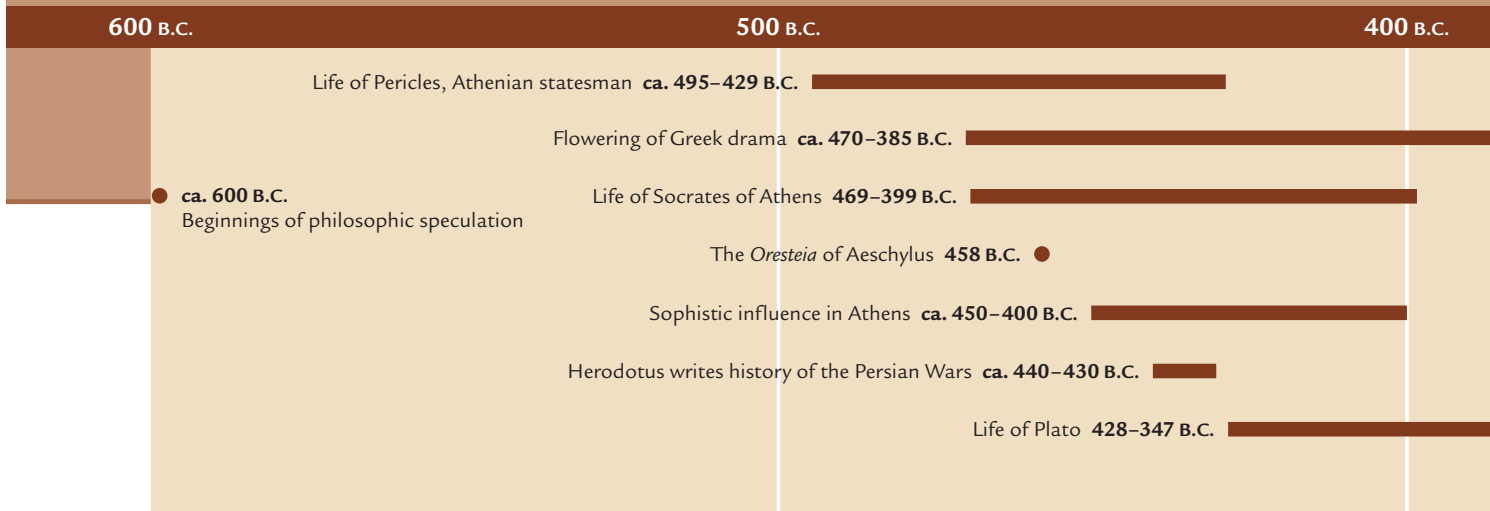 600 B.C. 500 B.C. 400 B.C.
Life of Pericles, Athenian statesman ca. 495–429 B.C.
Flowering of Greek drama ca. 470–385 B.C.
ca. 600 B.C.
Beginnings of philosophic speculation
Life of Socrates of Athens 469–399 B.C.
The Oresteia of Aeschylus 458 B.C.
Sophistic influence in Athens ca. 450–400 B.C.
Herodotus writes history of the Persian Wars ca. 440–430 B.C.
Life of Plato 428–347 B.C.